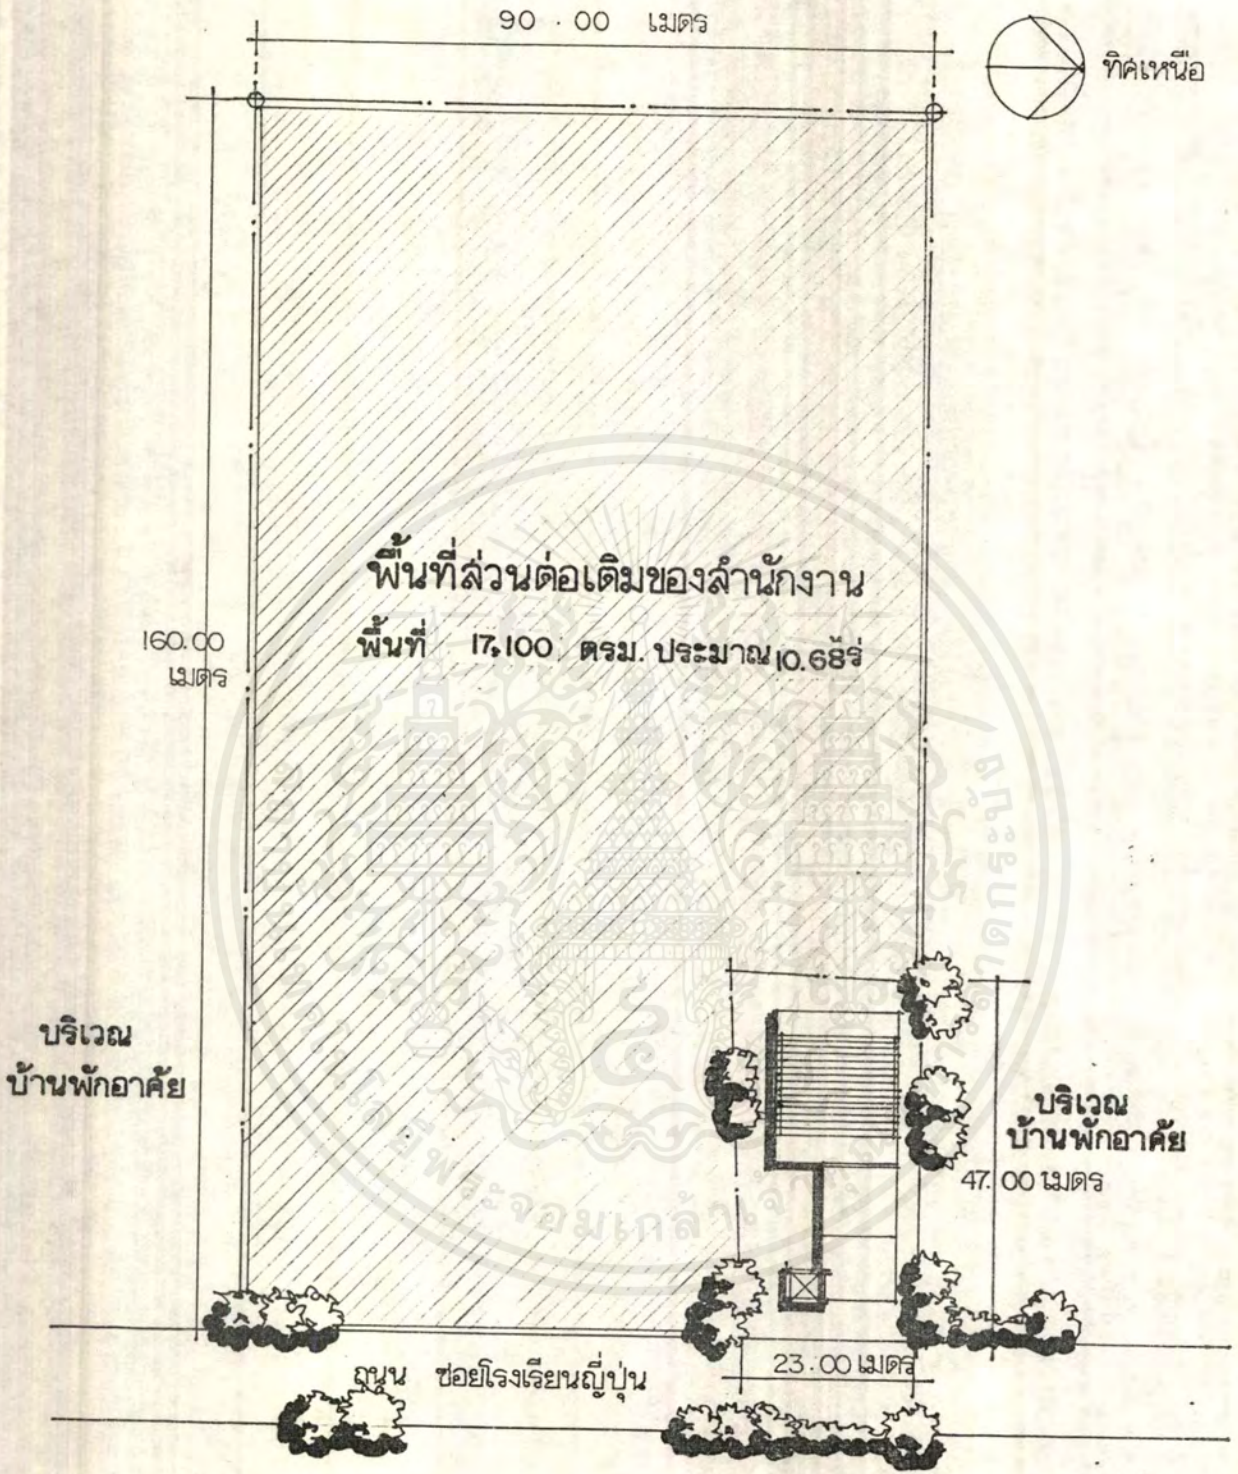 90.00 เมตร
ทิศเหนือ
พื้นที่ส่วนต่อเติมของสำนักงาน
พื้นที่ 17,100 ตรม. ประมาณ 10.68ไร่
160.00
เมตร
บริเวณ
บ้านพักอาศัย
บริเวณ
บ้านพักอาศัย
47.00 เมตร
23.00 เมตร
ถนน ซอยโรงเรียนญี่ปุ่น